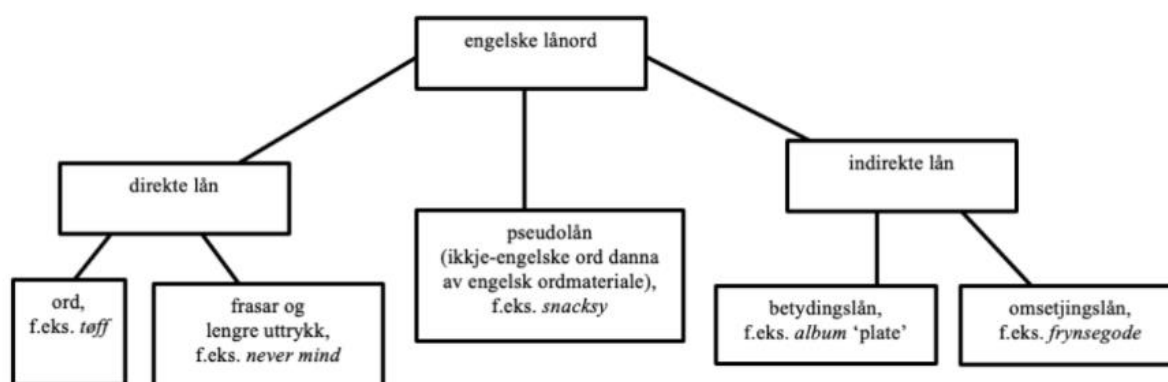 engelske lånord
direkte lån
indirekte lån
pseudolån
(ikkje-engelske ord danna
av engelsk ordmateriale),
f.eks. snacksy
ord,
f.eks. tøff
frasar og
lengre uttrykk,
f.eks. never mind
betydingslån,
f.eks. album ‘plate’
omsetjingslån,
f.eks. frynsegode